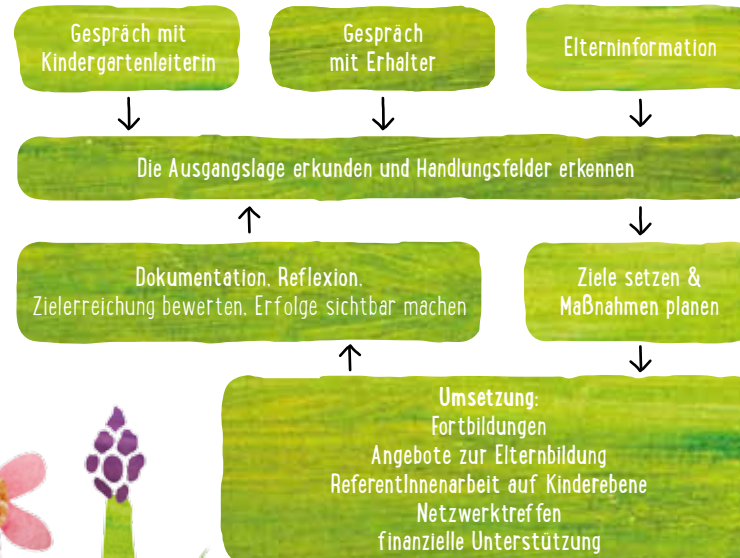 Gespräch mit
Kindergartenleiterin
Gespräch
mit Erhalter
Elterninformation
Die Ausgangslage erkunden und Handlungsfelder erkennen
Dokumentation. Reflexion.
Zielerreichung bewerten. Erfolge sichtbar machen
Ziele setzen &
Maßnahmen planen
Umsetzung:
Fortbildungen
Angebote zur Elternbildung
ReferentInnenarbeit auf Kinderebene
Netzwerktreffen
finanzielle Unterstützung